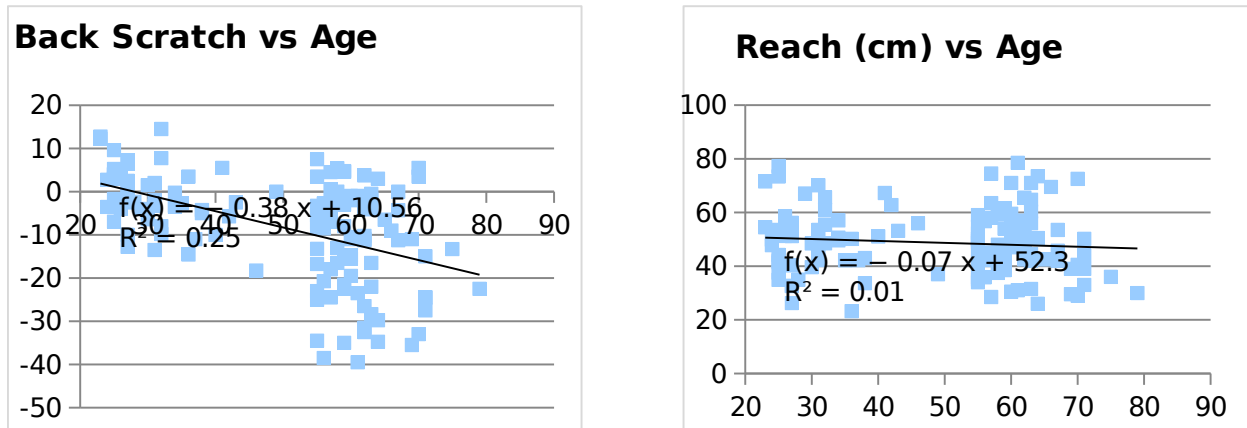 Back Scratch vs Age
20
10
0
-10
-20
-30
-40
-50
20 30 40 50 60 70 80 90
f(x) = − 0.38 x + 10.56
R² = 0.25
Reach (cm) vs Age
100
80
60
40
20
0
20 30 40 50 60 70 80 90
f(x) = − 0.07 x + 52.3
R² = 0.01